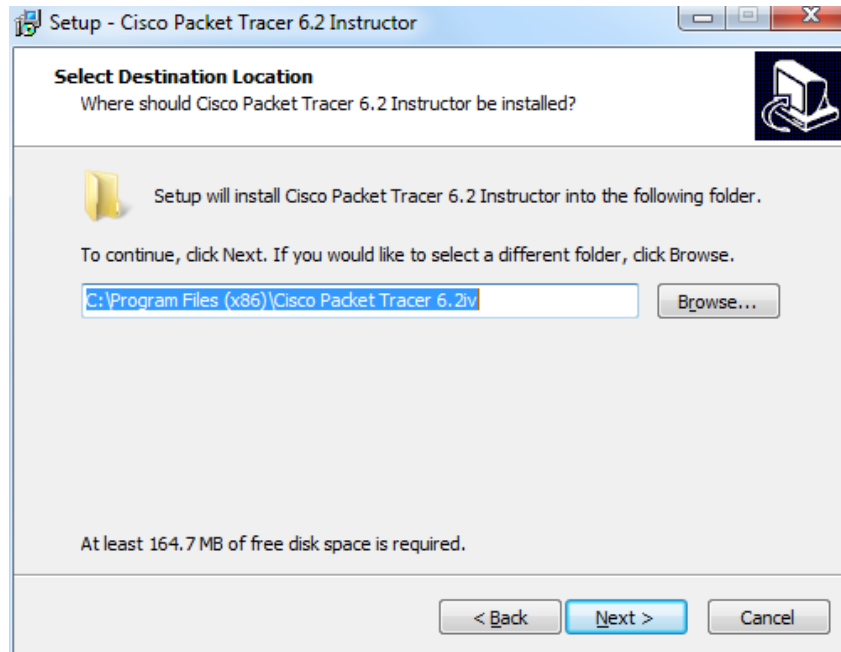 Setup - Cisco Packet Tracer 6.2 Instructor
Select Destination Location
Where should Cisco Packet Tracer 6.2 Instructor be installed?
Setup will install Cisco Packet Tracer 6.2 Instructor into the following folder.
To continue, click Next. If you would like to select a different folder, click Browse.
C:\Program Files (x86)\Cisco Packet Tracer 6.2iv
Browse...
At least 164.7 MB of free disk space is required.
< Back
Next >
Cancel